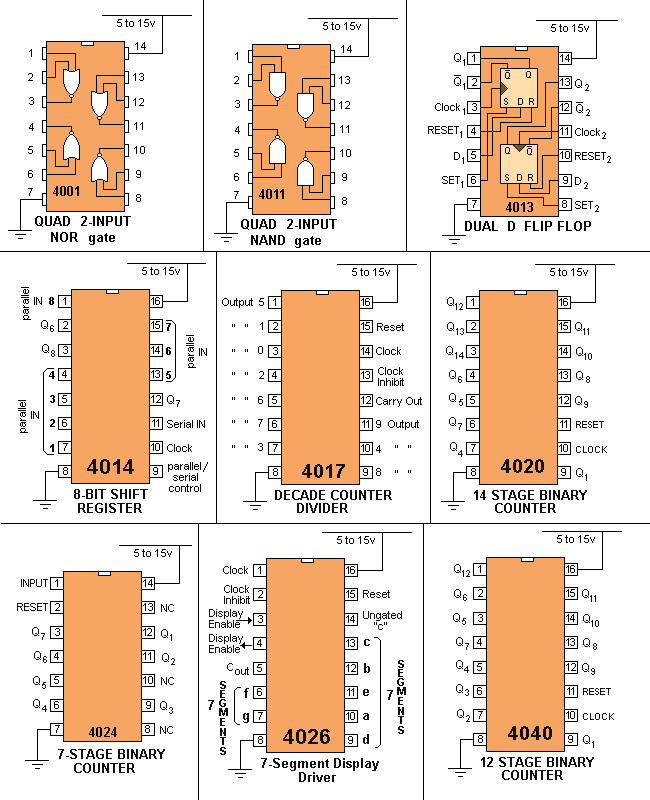 5 to 15v
1 14
2 13
3 12
4 11
5 10
6 9
7 8
4001
QUAD 2-INPUT
NOR gate
5 to 15v
1 14
2 13
3 12
4 11
5 10
6 9
7 8
4011
QUAD 2-INPUT
NAND gate
5 to 15v
Q1 1 14
Q̅1 2 13 Q2
Clock1 3 12 Q̅2
RESET1 4 11 Clock2
D1 5 10 RESET2
SET1 6 9 D2
7 8 SET2
Q̅ Q
S D R
Q Q̅
S D R
4013
DUAL D FLIP FLOP
5 to 15v
parallel IN 8 1 16
Q6 2 15 7
Q8 3 14 6
parallel IN
4 4 13 5
3 5 12 Q7
parallel IN
2 6 11 Serial IN
1 7 10 Clock
8 9 parallel/
serial
control
4014
8-BIT SHIFT
REGISTER
5 to 15v
Output 5 1 16
" " 1 2 15 Reset
" " 0 3 14 Clock
" " 2 4 13 Clock
Inhibit
" " 6 5 12 Carry Out
" " 7 6 11 9 Output
" " 3 7 10 4 " "
8 9 8 " "
4017
DECADE COUNTER
DIVIDER
5 to 15v
Q12 1 16
Q13 2 15 Q11
Q14 3 14 Q10
Q6 4 13 Q8
Q5 5 12 Q9
Q7 6 11 RESET
Q4 7 10 CLOCK
8 9 Q1
4020
14 STAGE BINARY
COUNTER
5 to 15v
INPUT 1 14
RESET 2 13 NC
Q7 3 12 Q1
Q6 4 11 Q2
Q5 5 10 NC
Q4 6 9 Q3
7 8 NC
4024
7-STAGE BINARY
COUNTER
5 to 15v
Clock 1 16
Clock
Inhibit 2 15 Reset
Display
Enable 3 14 Ungated
"c"
Display
Enable 4 13 c
Cout 5 12 b
f 6 11 e
g 7 10 a
8 9 d
7 SEGMENTS
7 SEGMENTS
4026
7-Segment Display
Driver
5 to 15v
Q12 1 16
Q6 2 15 Q11
Q5 3 14 Q10
Q7 4 13 Q8
Q4 5 12 Q9
Q3 6 11 RESET
Q2 7 10 CLOCK
8 9 Q1
4040
12 STAGE BINARY
COUNTER